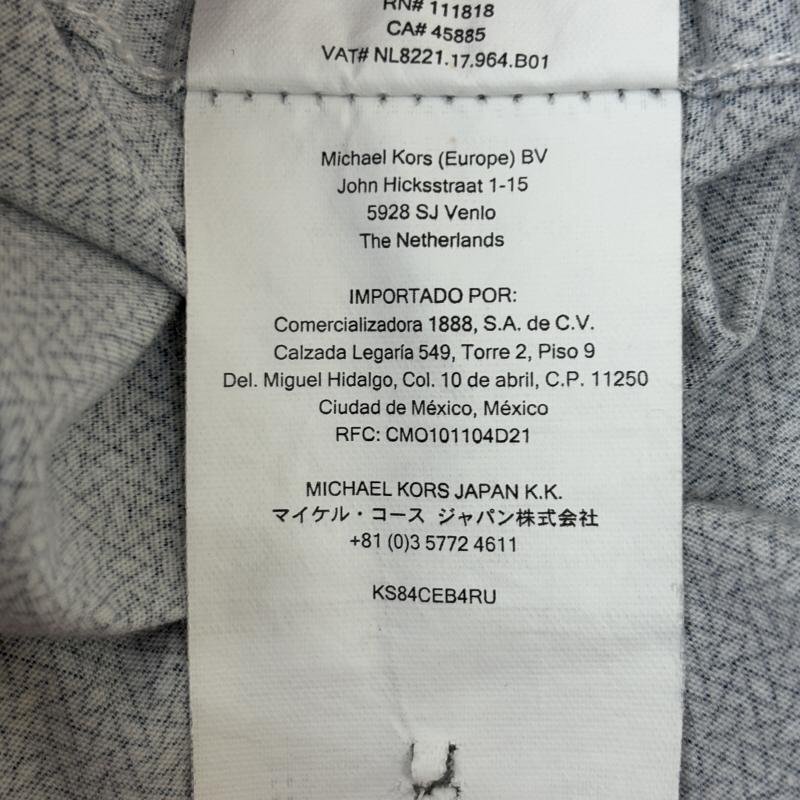 RN# 111818
CA# 45885
VAT# NL8221.17.964.B01
Michael Kors (Europe) BV
John Hicksstraat 1-15
5928 SJ Venlo
The Netherlands
IMPORTADO POR:
Comercializadora 1888, S.A. de C.V.
Calzada Legaría 549, Torre 2, Piso 9
Del. Miguel Hidalgo, Col. 10 de abril, C.P. 11250
Ciudad de México, México
RFC: CMO101104D21
MICHAEL KORS JAPAN K.K.
マイケル・コース ジャパン株式会社
+81 (0)3 5772 4611
KS84CEB4RU